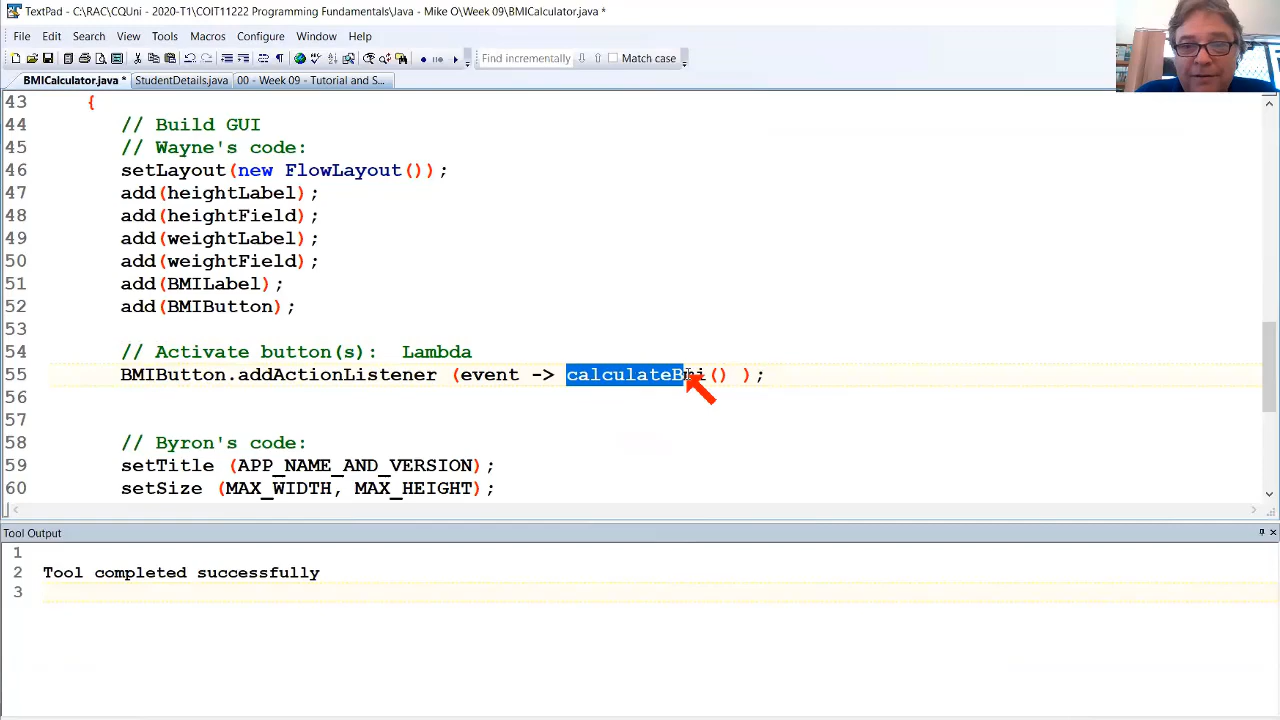 TextPad - C:\RAC\CQUni - 2020-T1\COIT11222 Programming Fundamentals\Java - Mike O\Week 09\BMICalculator.java *
File Edit Search View Tools Macros Configure Window Help
Find incrementally Match case
BMICalculator.java * StudentDetails.java 00 - Week 09 - Tutorial and S...
43 {
44 // Build GUI
45 // Wayne's code:
46 setLayout(new FlowLayout());
47 add(heightLabel);
48 add(heightField);
49 add(weightLabel);
50 add(weightField);
51 add(BMILabel);
52 add(BMIButton);
53
54 // Activate button(s):  Lambda
55 BMIButton.addActionListener (event -> calculateBmi() );
56
57
58 // Byron's code:
59 setTitle (APP_NAME_AND_VERSION);
60 setSize (MAX_WIDTH, MAX_HEIGHT);
Tool Output
1
2 Tool completed successfully
3